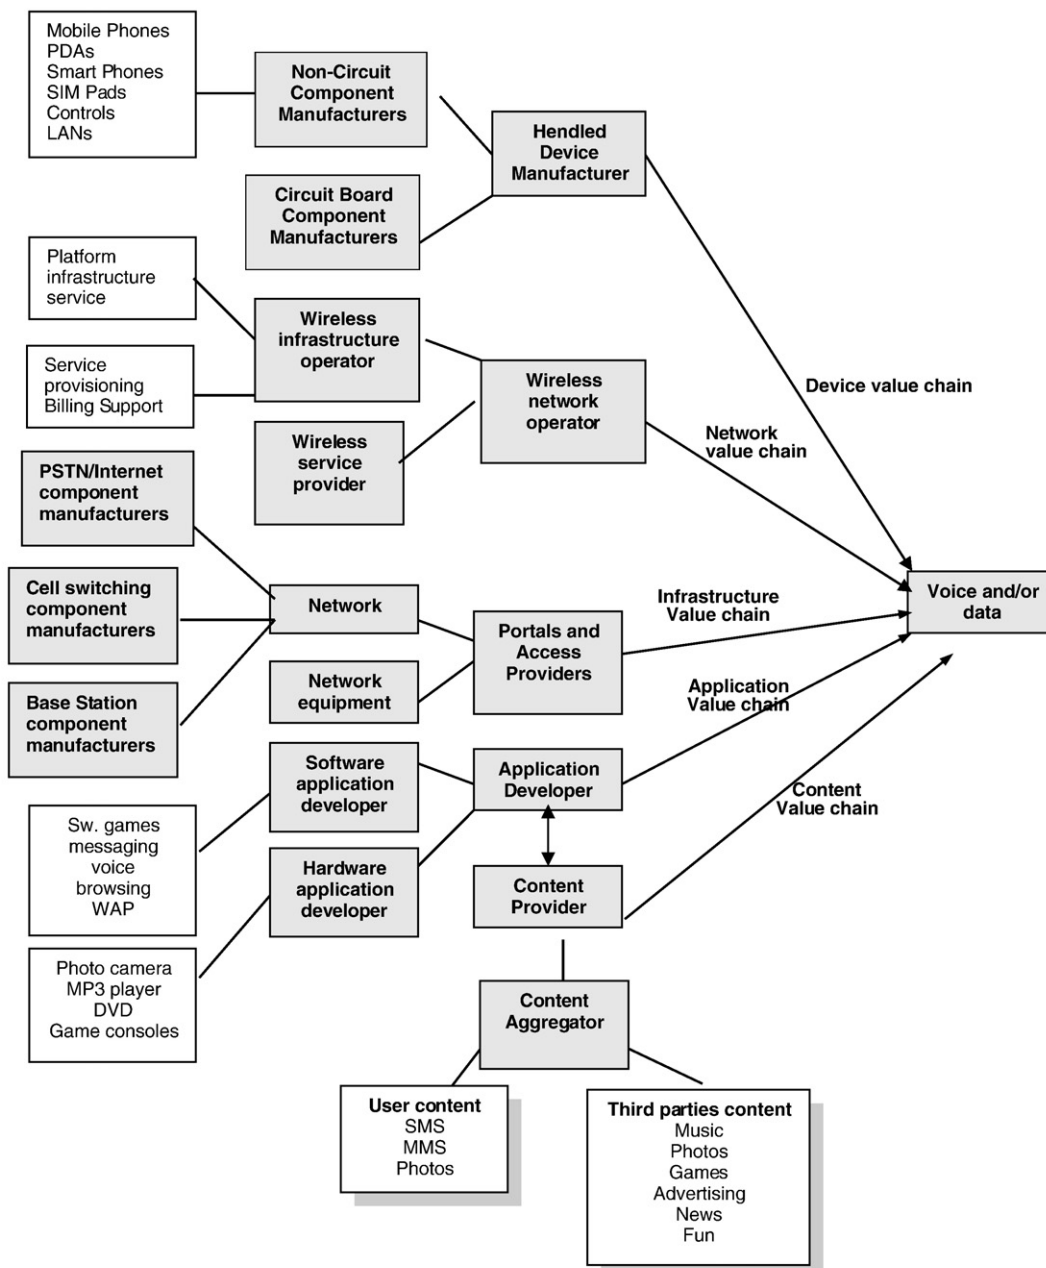 Mobile Phones
PDAs
Smart Phones
SIM Pads
Controls
LANs
Non-Circuit
Component
Manufacturers
Hendled
Device
Manufacturer
Circuit Board
Component
Manufacturers
Platform
infrastructure
service
Wireless
infrastructure
operator
Service
provisioning
Billing Support
Wireless
network
operator
Device value chain
Network
value chain
Wireless
service
provider
PSTN/Internet
component
manufacturers
Cell switching
component
manufacturers
Network
Portals and
Access
Providers
Infrastructure
Value chain
Voice and/or
data
Base Station
component
manufacturers
Network
equipment
Application
Value chain
Software
application
developer
Application
Developer
Content
Value chain
Sw. games
messaging
voice
browsing
WAP
Hardware
application
developer
Content
Provider
Photo camera
MP3 player
DVD
Game consoles
Content
Aggregator
User content
SMS
MMS
Photos
Third parties content
Music
Photos
Games
Advertising
News
Fun